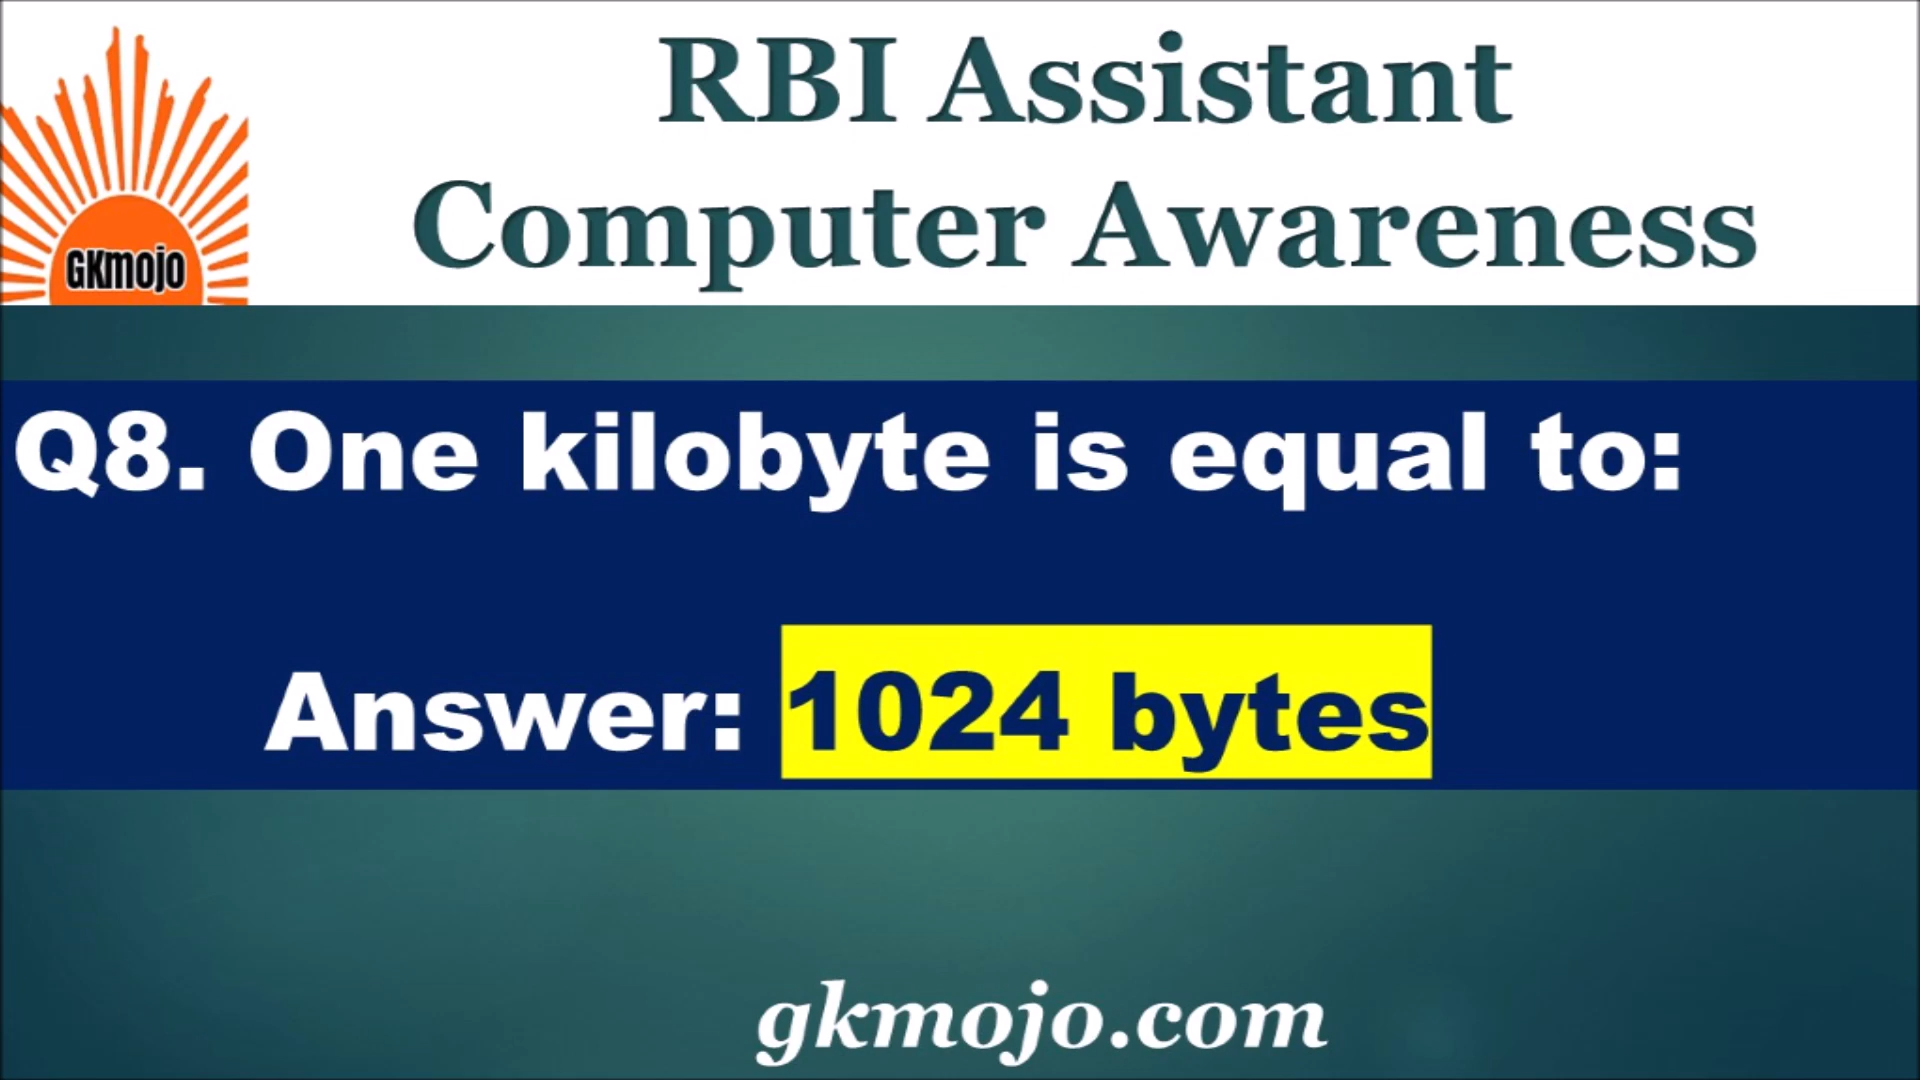 RBI Assistant
Computer Awareness
GKmojo
Q8. One kilobyte is equal to:
Answer: 1024 bytes
gkmojo.com